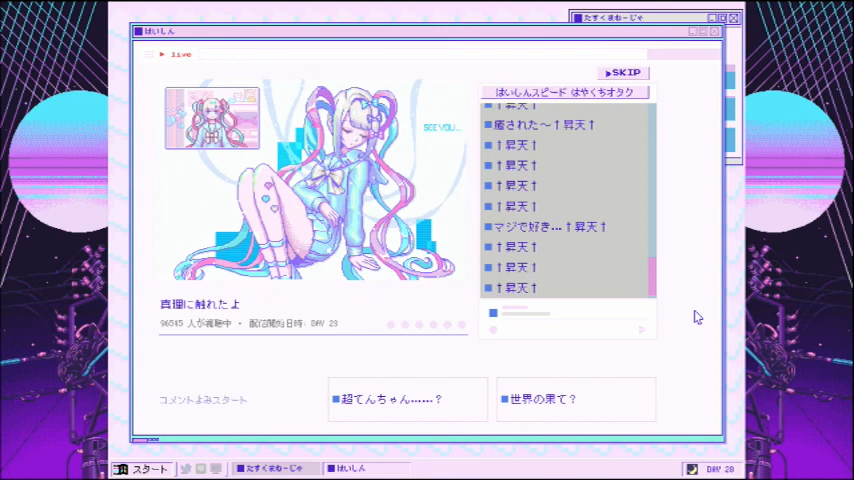 たすくまねーじゃ
はいしん
live
SKIP
はいしんスピード はやくちオタク
↑昇天↑
癒された～↑昇天↑
↑昇天↑
↑昇天↑
↑昇天↑
↑昇天↑
マジで好き...↑昇天↑
↑昇天↑
↑昇天↑
↑昇天↑
SEE YOU...
真理に触れたよ
96545 人が視聴中 ・ 配信開始日時: DAY 28
コメントよみスタート
超てんちゃん……？
世界の果て？
スタート
たすくまねーじゃ
はいしん
DAY 28